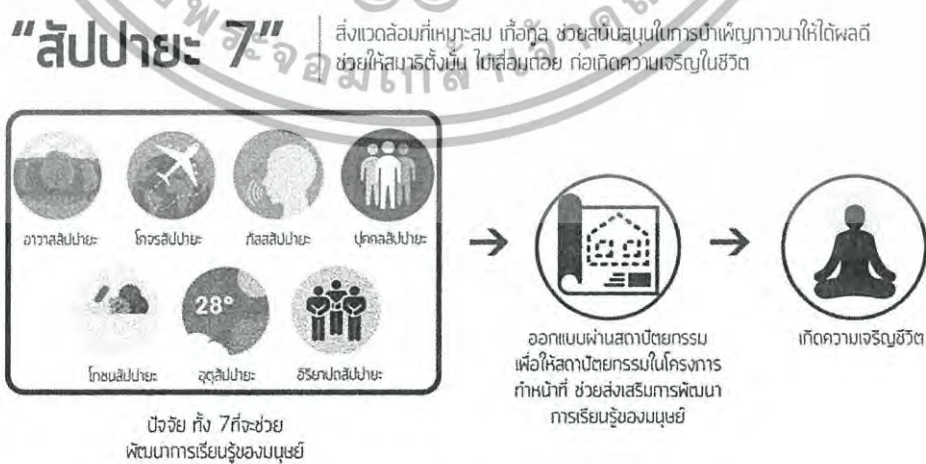 “สัปปายะ 7”
สิ่งแวดล้อมที่เหมาะสม เกื้อกูล ช่วยสนับสนุนในการบำเพ็ญภาวนาให้ได้ผลดี
ช่วยให้สมาธิตั้งมั่น ไม่เสื่อมถอย ก่อเกิดความเจริญในชีวิต
อาวาสสัปปายะ
โคจรสัปปายะ
ภัสสสัปปายะ
ปุคคลสัปปายะ
28°
โภชนสัปปายะ
อุตุสัปปายะ
อิริยาปถสัปปายะ
ปัจจัย ทั้ง 7ที่จะช่วย
พัฒนาการเรียนรู้ของมนุษย์
ออกแบบผ่านสถาปัตยกรรม
เพื่อให้สถาปัตยกรรมในโครงการ
ทำหน้าที่ ช่วยส่งเสริมการพัฒนา
การเรียนรู้ของมนุษย์
เกิดความเจริญชีวิต